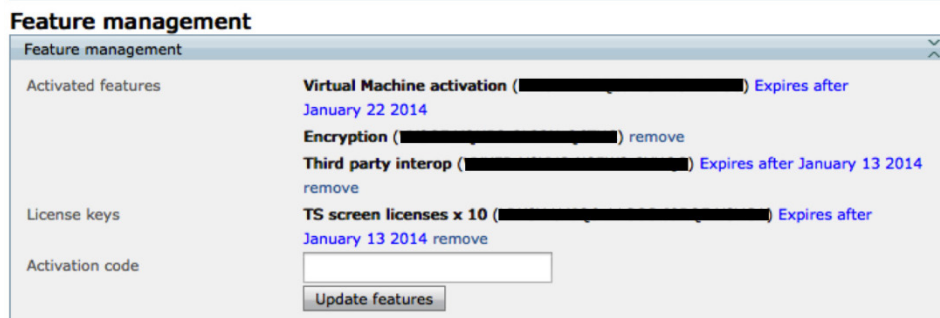 Feature management
Feature management
Activated features Virtual Machine activation ( ) Expires after
January 22 2014
Encryption ( ) remove
Third party interop ( ) Expires after January 13 2014
remove
License keys TS screen licenses x 10 ( ) Expires after
January 13 2014 remove
Activation code
Update features